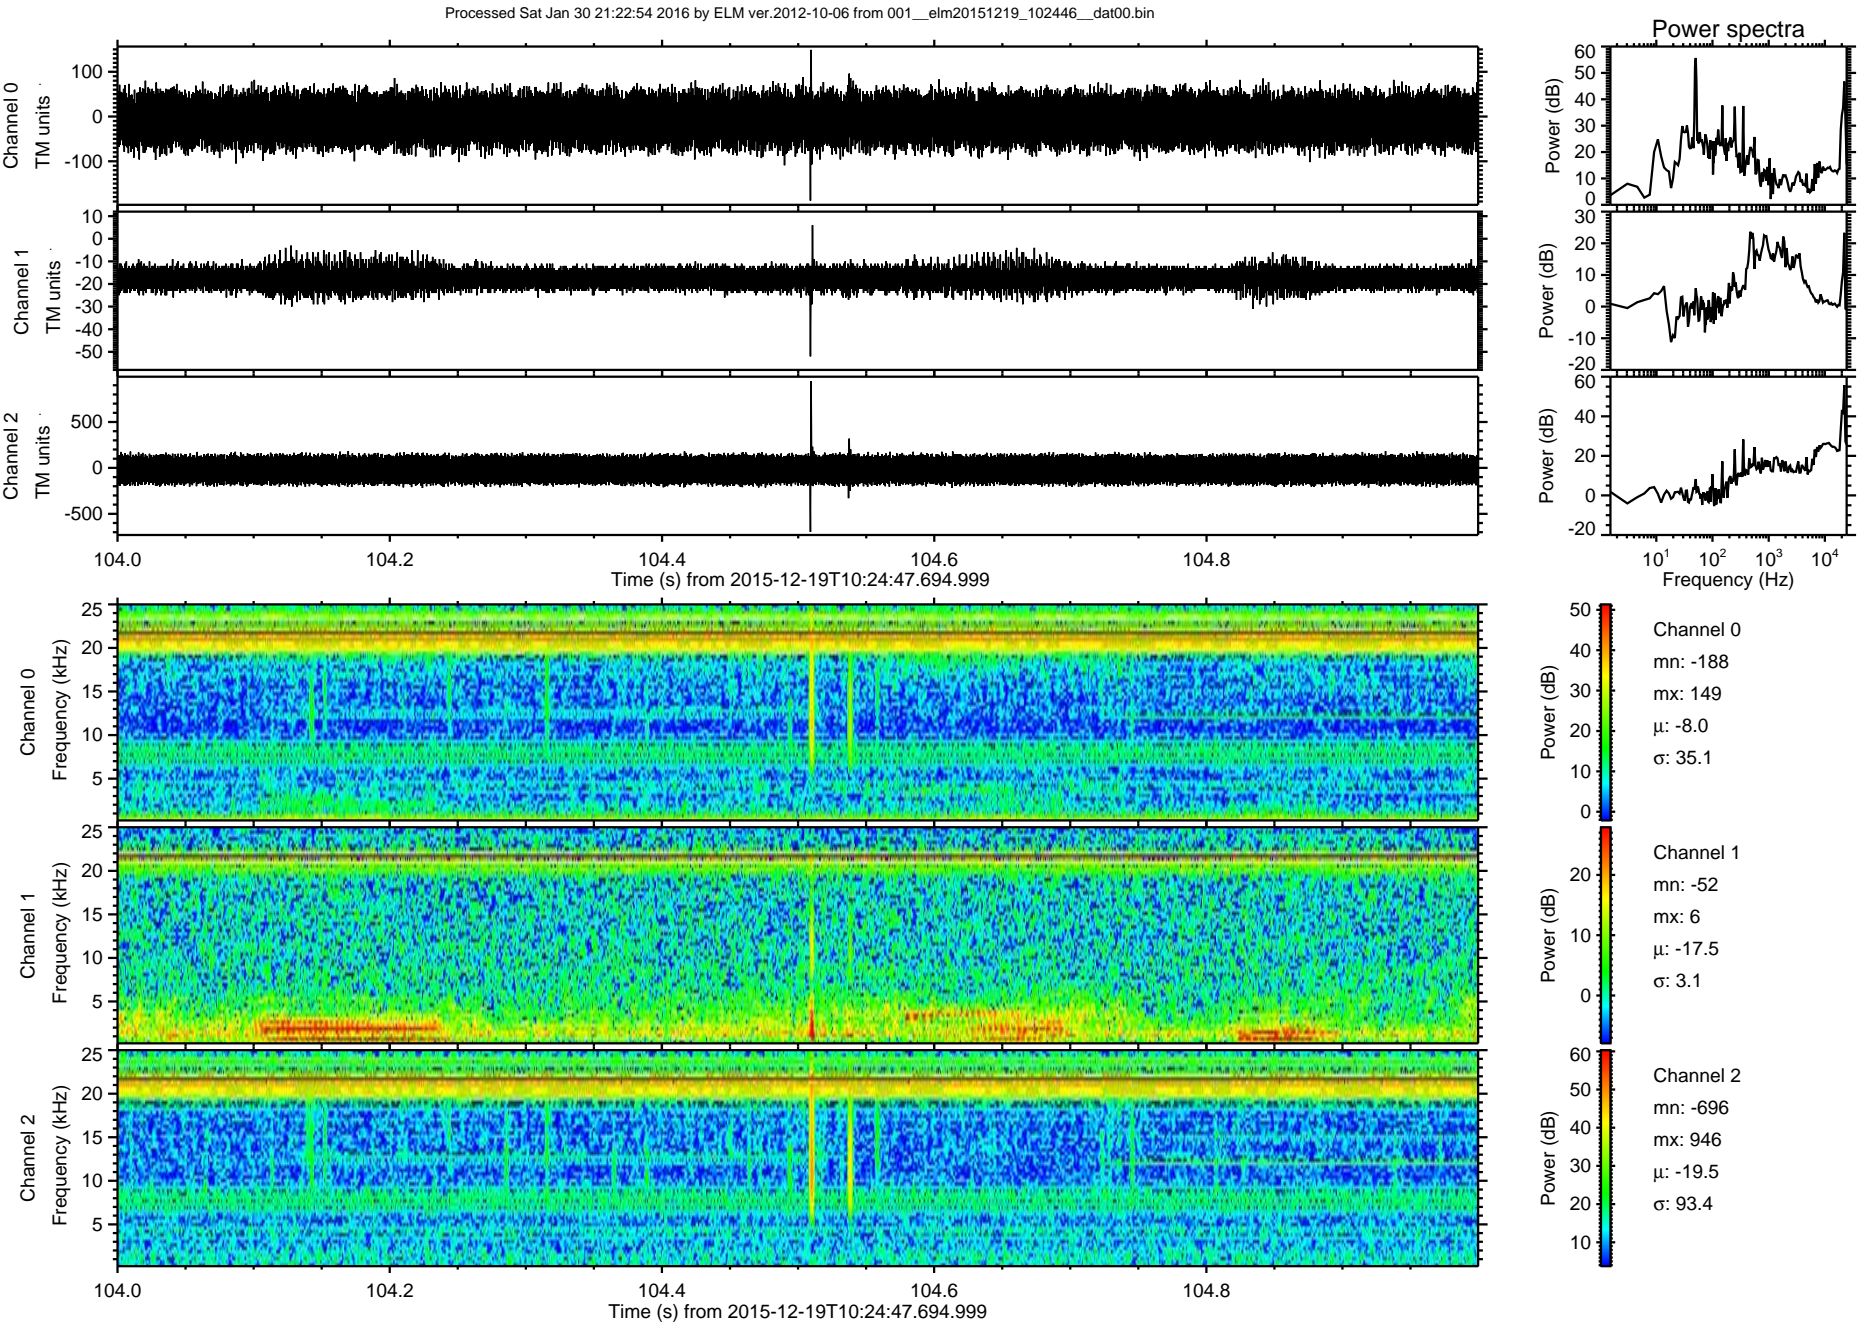 Processed Sat Jan 30 21:22:54 2016 by ELM ver.2012-10-06 from 001__elm20151219_102446__dat00.bin
Power spectra
Channel 0
TM units
100
0
-100
Power (dB)
60
50
40
30
20
10
0
Channel 1
TM units
10
0
-10
-20
-30
-40
-50
Power (dB)
30
20
10
0
-10
-20
Channel 2
TM units
500
0
-500
Power (dB)
60
40
20
0
-20
104.0 104.2 104.4 104.6 104.8
Time (s) from 2015-12-19T10:24:47.694.999
10¹ 10² 10³ 10⁴
Frequency (Hz)
Channel 0
Frequency (kHz)
25
20
15
10
5
Power (dB)
50
40
30
20
10
0
Channel 0
mn: -188
mx: 149
μ: -8.0
σ: 35.1
Channel 1
Frequency (kHz)
25
20
15
10
5
Power (dB)
20
10
0
Channel 1
mn: -52
mx: 6
μ: -17.5
σ: 3.1
Channel 2
Frequency (kHz)
25
20
15
10
5
Power (dB)
60
50
40
30
20
10
Channel 2
mn: -696
mx: 946
μ: -19.5
σ: 93.4
104.0 104.2 104.4 104.6 104.8
Time (s) from 2015-12-19T10:24:47.694.999